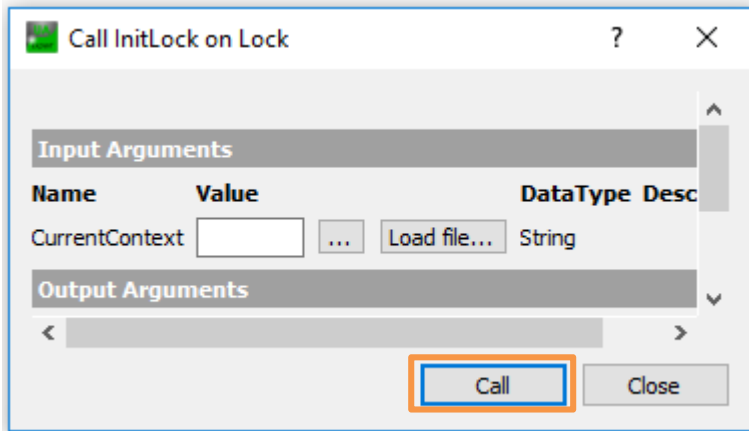 Call InitLock on Lock ?
Input Arguments
Name Value DataType Desc
CurrentContext ... Load file... String
Output Arguments
Call Close